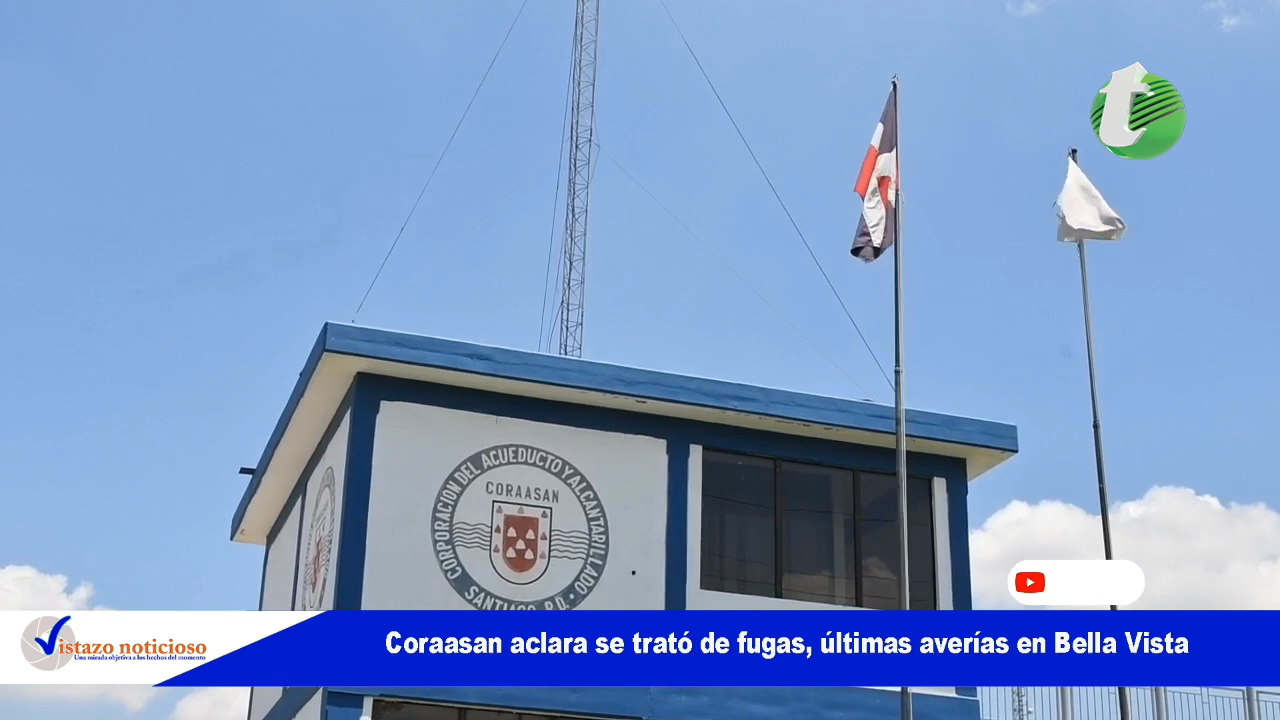 t
CORPORACION DEL ACUEDUCTO Y ALCANTARILLADO
CORAASAN
SANTIAGO R.D.
Vistazo noticioso
Una mirada objetiva a los hechos del momento
Coraasan aclara se trató de fugas, últimas averías en Bella Vista